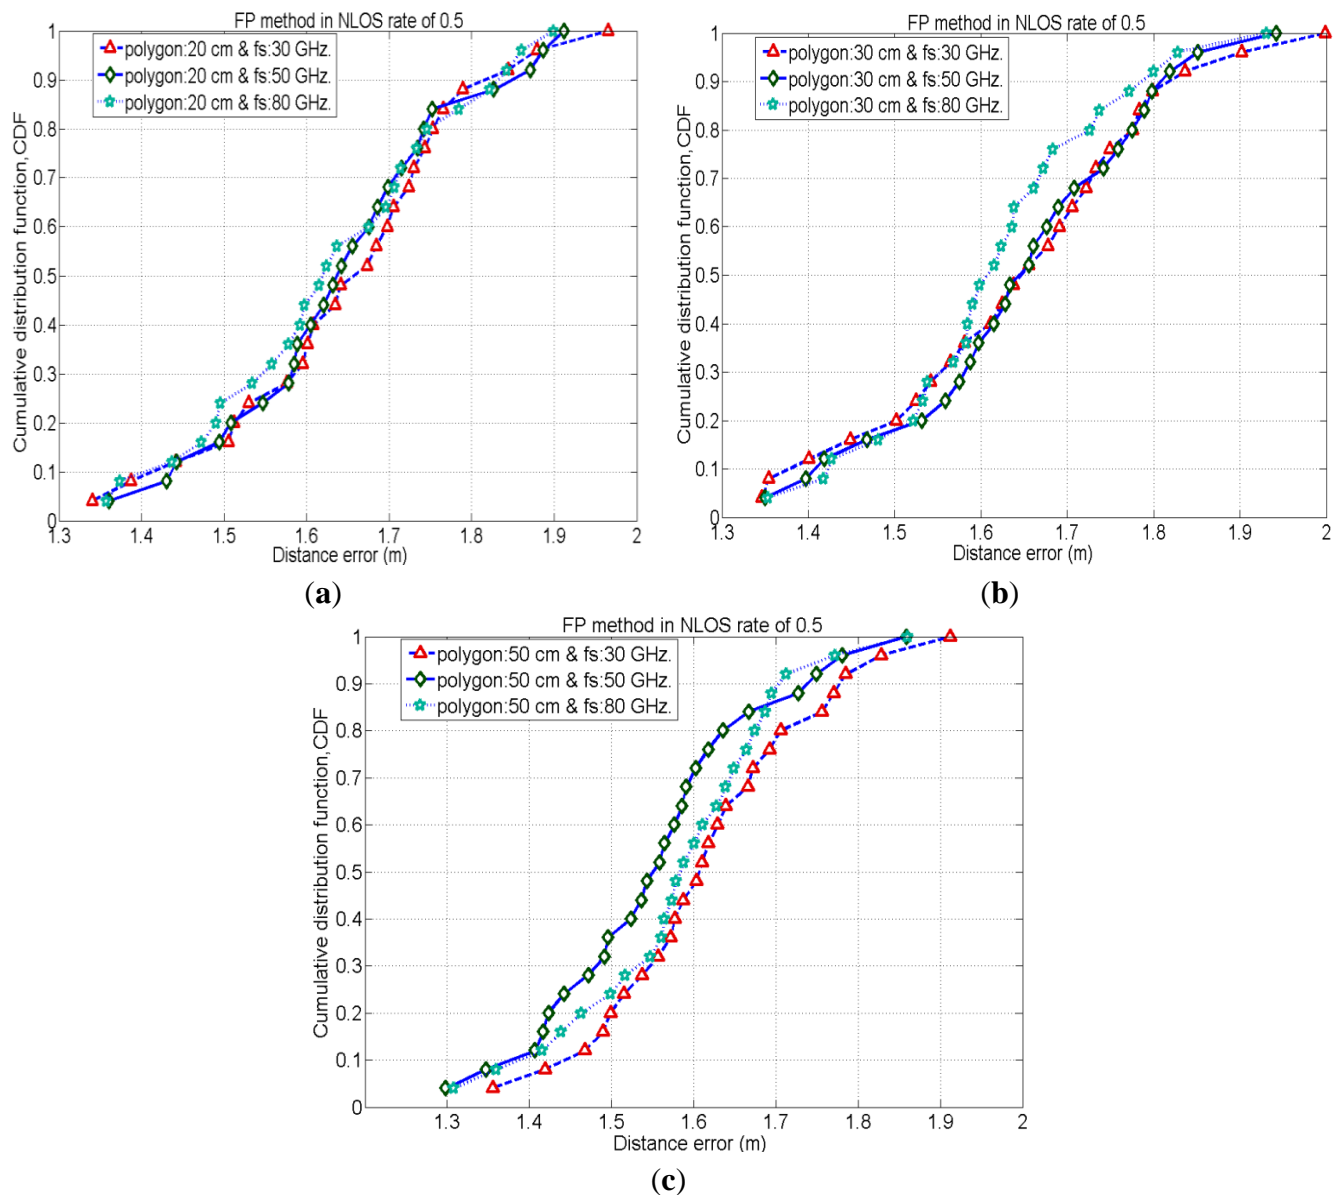 FP method in NLOS rate of 0.5
polygon:20 cm & fs:30 GHz.
polygon:20 cm & fs:50 GHz.
polygon:20 cm & fs:80 GHz.
Cumulative distribution function,CDF
1
0.9
0.8
0.7
0.6
0.5
0.4
0.3
0.2
0.1
0
1.3 1.4 1.5 1.6 1.7 1.8 1.9 2
Distance error (m)
(a)
FP method in NLOS rate of 0.5
polygon:30 cm & fs:30 GHz.
polygon:30 cm & fs:50 GHz.
polygon:30 cm & fs:80 GHz.
Cumulative distribution function,CDF
1
0.9
0.8
0.7
0.6
0.5
0.4
0.3
0.2
0.1
0
1.3 1.4 1.5 1.6 1.7 1.8 1.9 2
Distance error (m)
(b)
FP method in NLOS rate of 0.5
polygon:50 cm & fs:30 GHz.
polygon:50 cm & fs:50 GHz.
polygon:50 cm & fs:80 GHz.
Cumulative distribution function,CDF
1
0.9
0.8
0.7
0.6
0.5
0.4
0.3
0.2
0.1
0
1.3 1.4 1.5 1.6 1.7 1.8 1.9 2
Distance error (m)
(c)